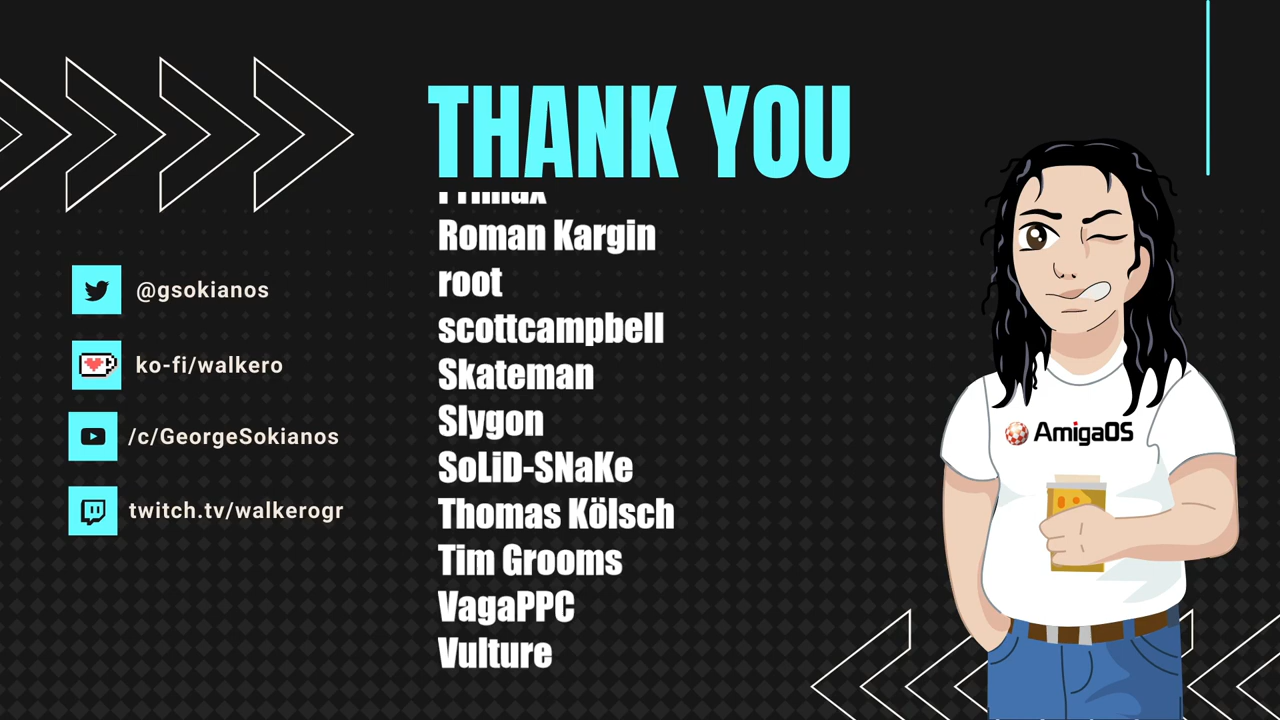 THANK YOU
Roman Kargin
root
scottcampbell
Skateman
Slygon
SoLiD-SNaKe
Thomas Kölsch
Tim Grooms
VagaPPC
Vulture
@gsokianos
ko-fi/walkero
/c/GeorgeSokianos
twitch.tv/walkerogr
AmigaOS